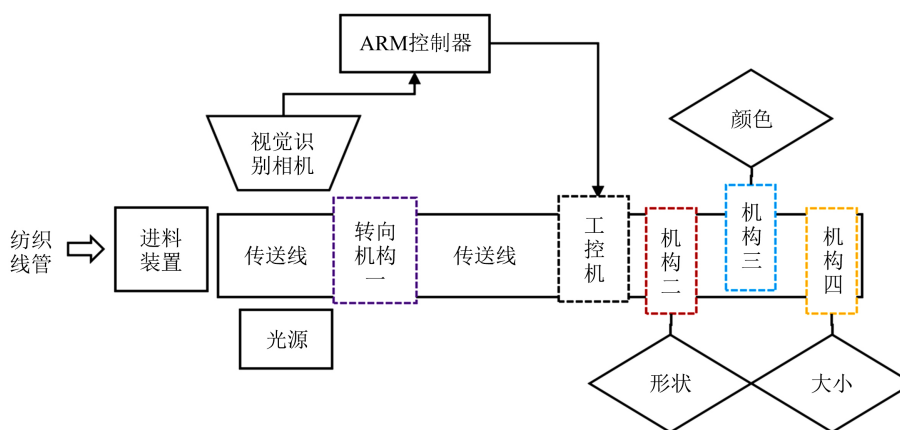 ARM控制器
视觉识
别相机
颜色
纺织
线管
进料
装置
传送线
转向
机构一
传送线
工控机
机构二
机构三
机构四
光源
形状
大小